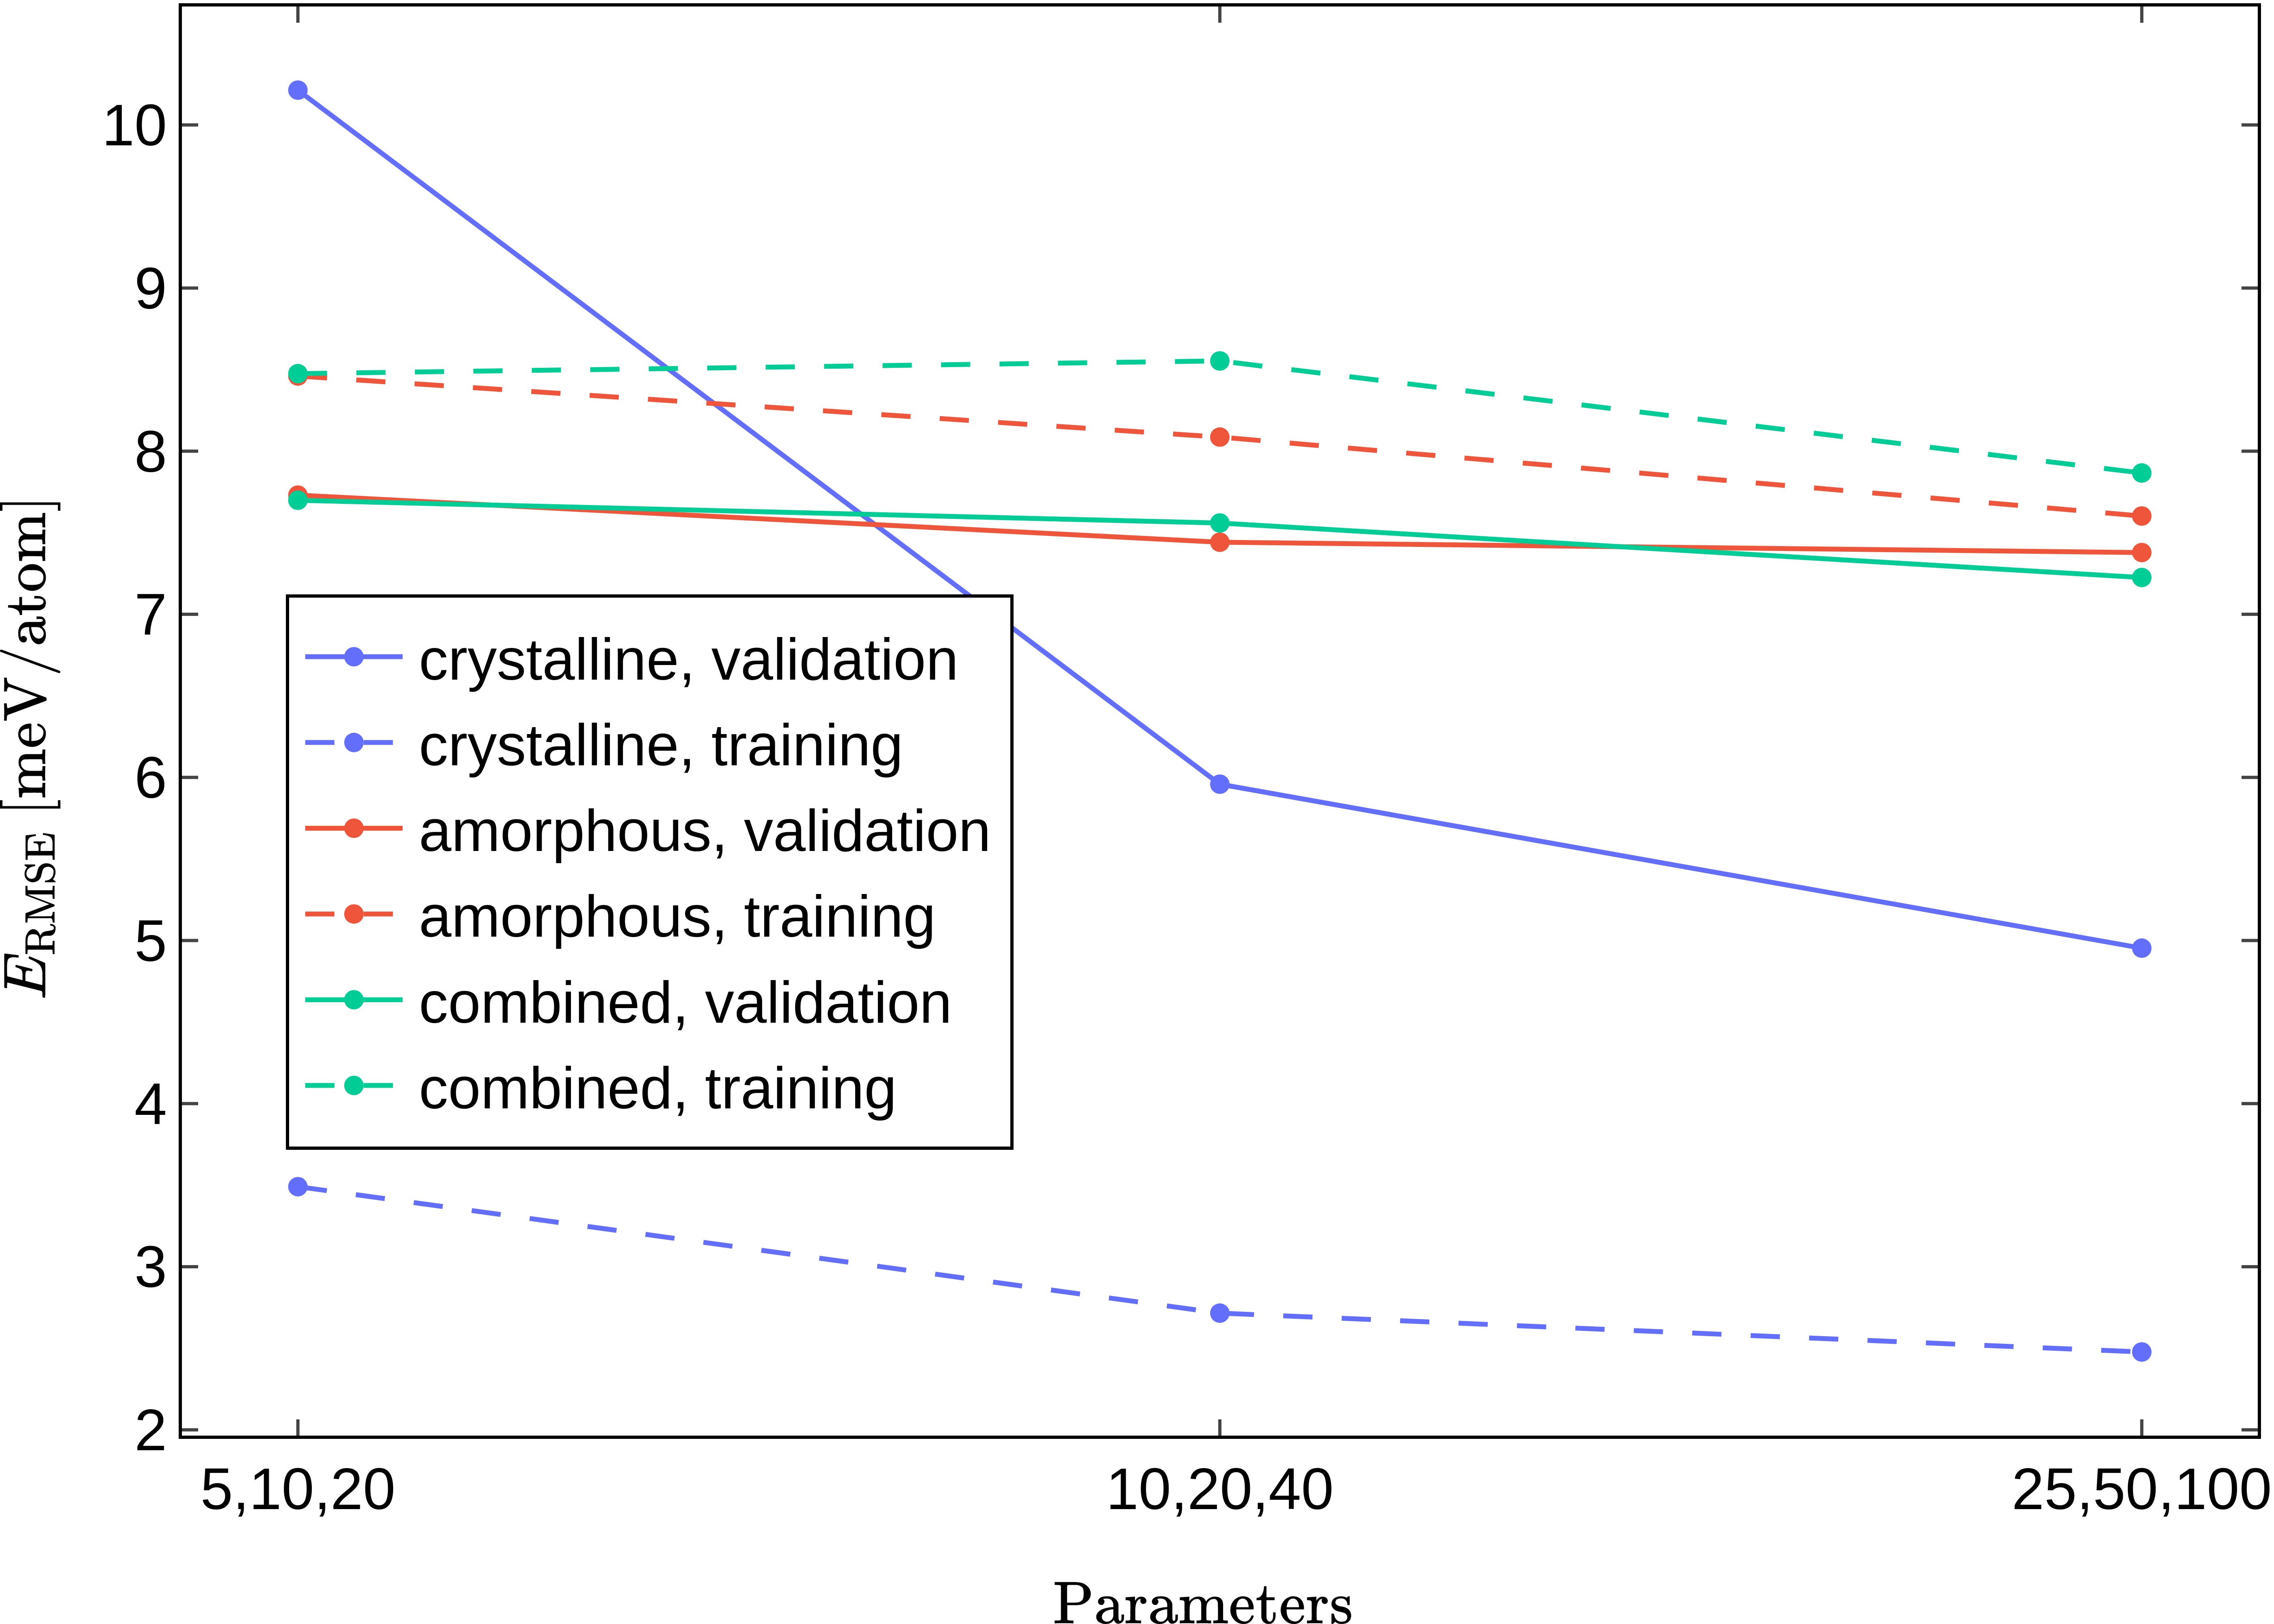 10
9
8
7
6
5
4
3
2
E_RMSE [meV/atom]
crystalline, validation
crystalline, training
amorphous, validation
amorphous, training
combined, validation
combined, training
5,10,20
10,20,40
25,50,100
Parameters